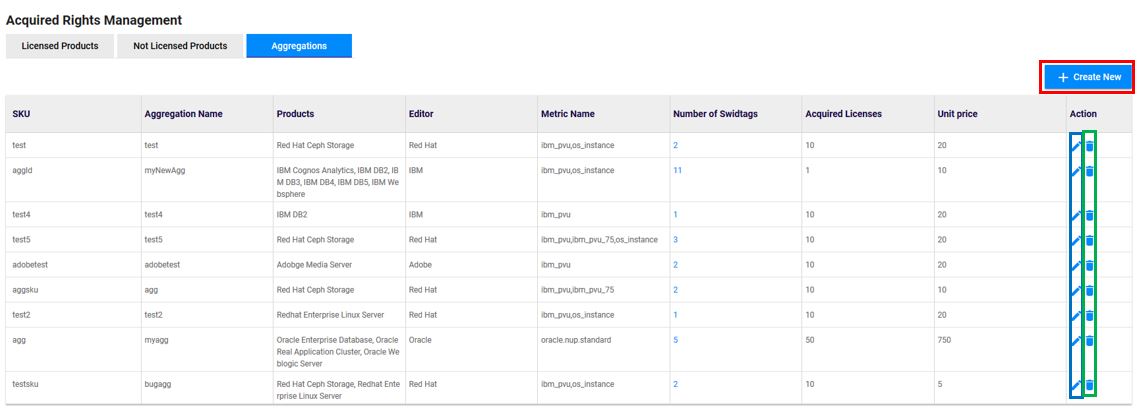 Acquired Rights Management
Licensed Products Not Licensed Products Aggregations
+ Create New
SKU Aggregation Name Products Editor Metric Name Number of Swidtags Acquired Licenses Unit price Action
test test Red Hat Ceph Storage Red Hat ibm_pvu,os_instance 2 10 20
aggId myNewAgg IBM Cognos Analytics, IBM DB2, IB IBM ibm_pvu,os_instance 11 1 10
M DB3, IBM DB4, IBM DB5, IBM We
bsphere
test4 test4 IBM DB2 IBM ibm_pvu 1 10 20
test5 test5 Red Hat Ceph Storage Red Hat ibm_pvu,ibm_pvu_75,os_instance 3 10 20
adobetest adobetest Adobge Media Server Adobe ibm_pvu 2 10 20
aggsku agg Red Hat Ceph Storage Red Hat ibm_pvu,ibm_pvu_75 2 10 10
test2 test2 Redhat Enterprise Linux Server Red Hat ibm_pvu,os_instance 1 10 20
agg myagg Oracle Enterprise Database, Oracle Oracle oracle.nup.standard 5 50 750
Real Application Cluster, Oracle We
blogic Server
testsku bugagg Red Hat Ceph Storage, Redhat Ente Red Hat ibm_pvu,os_instance 2 10 5
rprise Linux Server